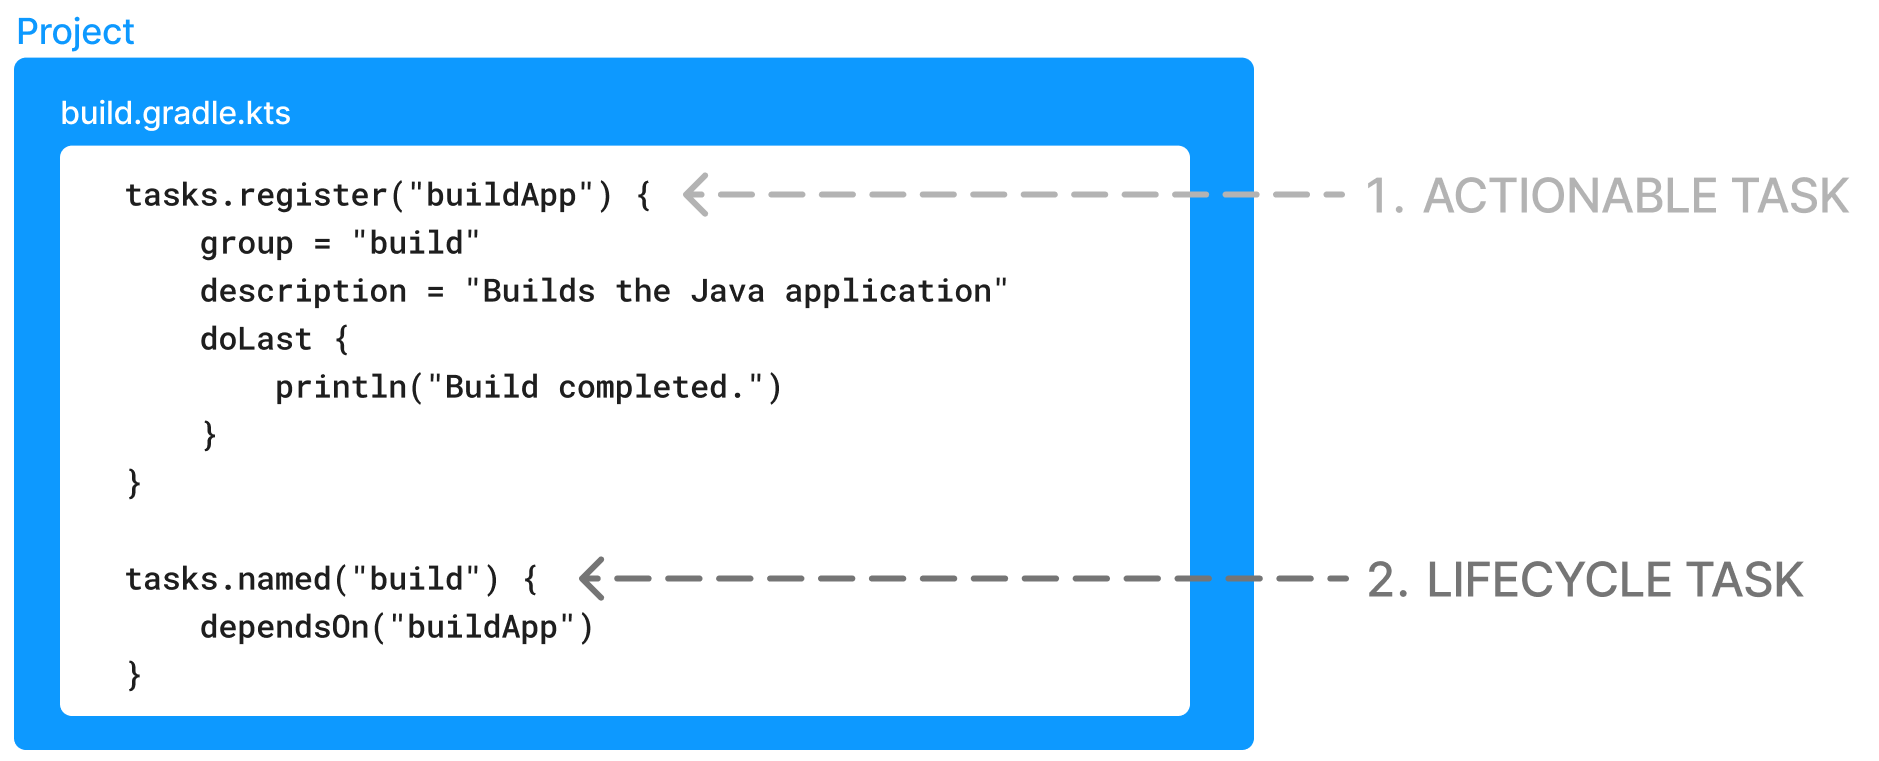 Project
build.gradle.kts
tasks.register("buildApp") {
1. ACTIONABLE TASK
    group = "build"
    description = "Builds the Java application"
    doLast {
        println("Build completed.")
    }
}
tasks.named("build") {
2. LIFECYCLE TASK
    dependsOn("buildApp")
}